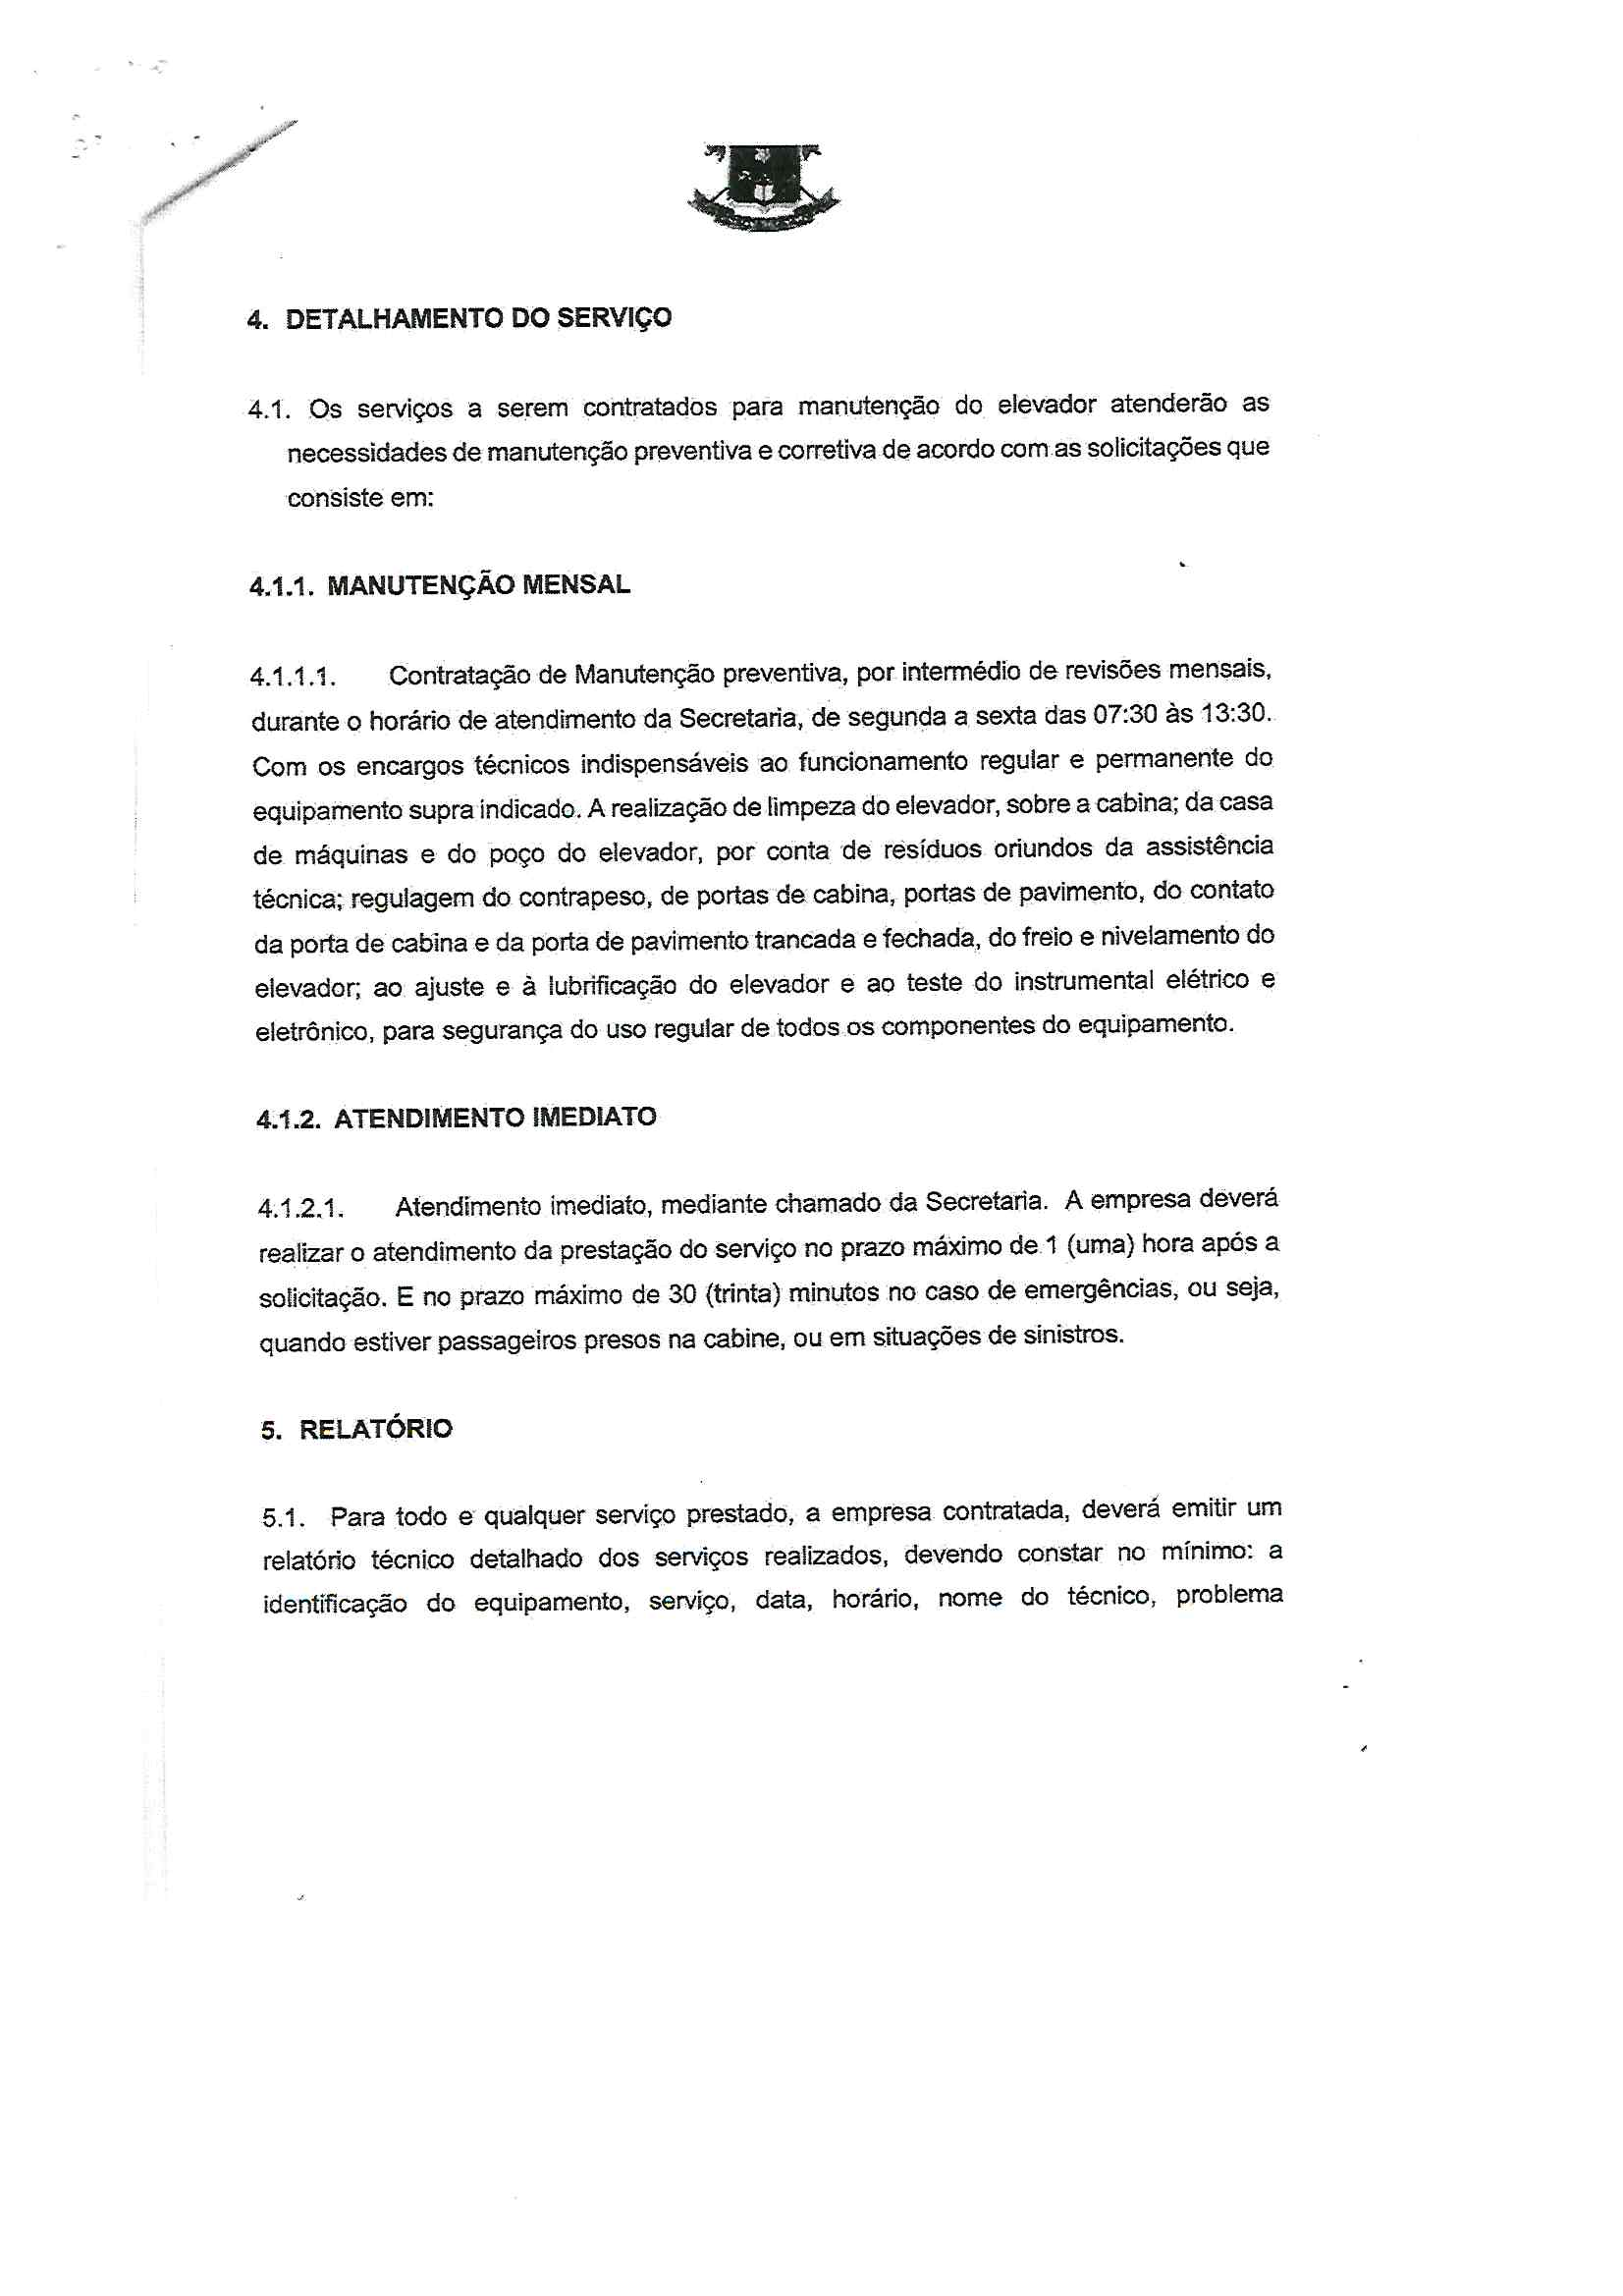 4. DETALHAMENTO DO SERVIÇO
4.1. Os serviços a serem contratados para manutenção do elevador atenderão as
necessidades de manutenção preventiva e corretiva de acordo com as solicitações que
consiste em:
4.1.1. MANUTENÇÃO MENSAL
4.1.1.1. Contratação de Manutenção preventiva, por intermédio de revisões mensais,
durante o horário de atendimento da Secretaria, de segunda a sexta das 07:30 às 13:30.
Com os encargos técnicos indispensáveis ao funcionamento regular e permanente do
equipamento supra indicado. A realização de limpeza do elevador, sobre a cabina; da casa
de máquinas e do poço do elevador, por conta de resíduos oriundos da assistência
técnica; regulagem do contrapeso, de portas de cabina, portas de pavimento, do contato
da porta de cabina e da porta de pavimento trancada e fechada, do freio e nivelamento do
elevador; ao ajuste e à lubrificação do elevador e ao teste do instrumental elétrico e
eletrônico, para segurança do uso regular de todos os componentes do equipamento.
4.1.2. ATENDIMENTO IMEDIATO
4.1.2.1. Atendimento imediato, mediante chamado da Secretaria. A empresa deverá
realizar o atendimento da prestação do serviço no prazo máximo de 1 (uma) hora após a
solicitação. E no prazo máximo de 30 (trinta) minutos no caso de emergências, ou seja,
quando estiver passageiros presos na cabine, ou em situações de sinistros.
5. RELATÓRIO
5.1. Para todo e qualquer serviço prestado, a empresa contratada, deverá emitir um
relatório técnico detalhado dos serviços realizados, devendo constar no mínimo: a
identificação do equipamento, serviço, data, horário, nome do técnico, problema